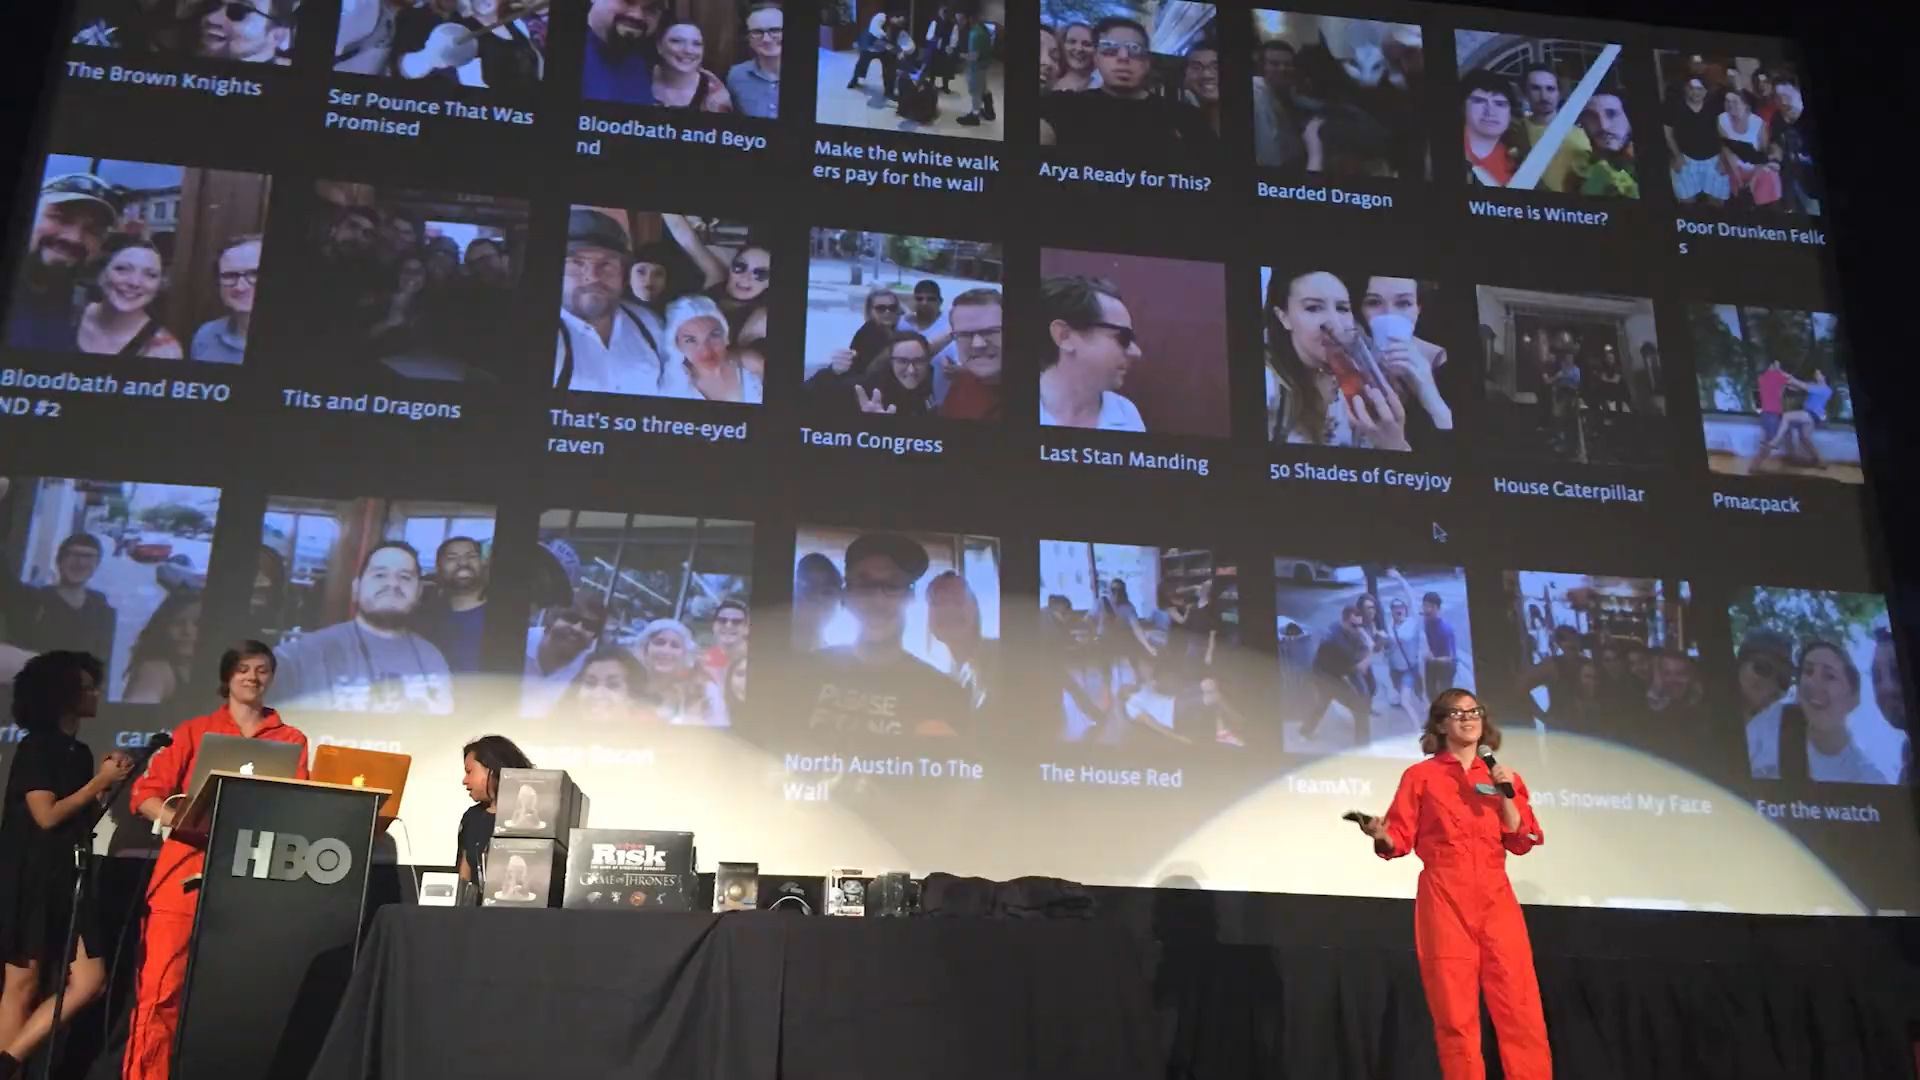 The Brown Knights
Ser Pounce That Was
Promised
Bloodbath and Beyo
nd
Make the white walk
ers pay for the wall
Arya Ready for This?
Bearded Dragon
Where is Winter?
Poor Drunken Fello
s
Bloodbath and BEYO
ND #2
Tits and Dragons
That's so three-eyed
raven
Team Congress
Last Stan Manding
50 Shades of Greyjoy
House Caterpillar
Pmacpack
Dragon
Bacon
North Austin To The
Wall
The House Red
TeamATX
on Snowed My Face
For the watch
PLEASE
HBO
RISK
GAME OF THRONES